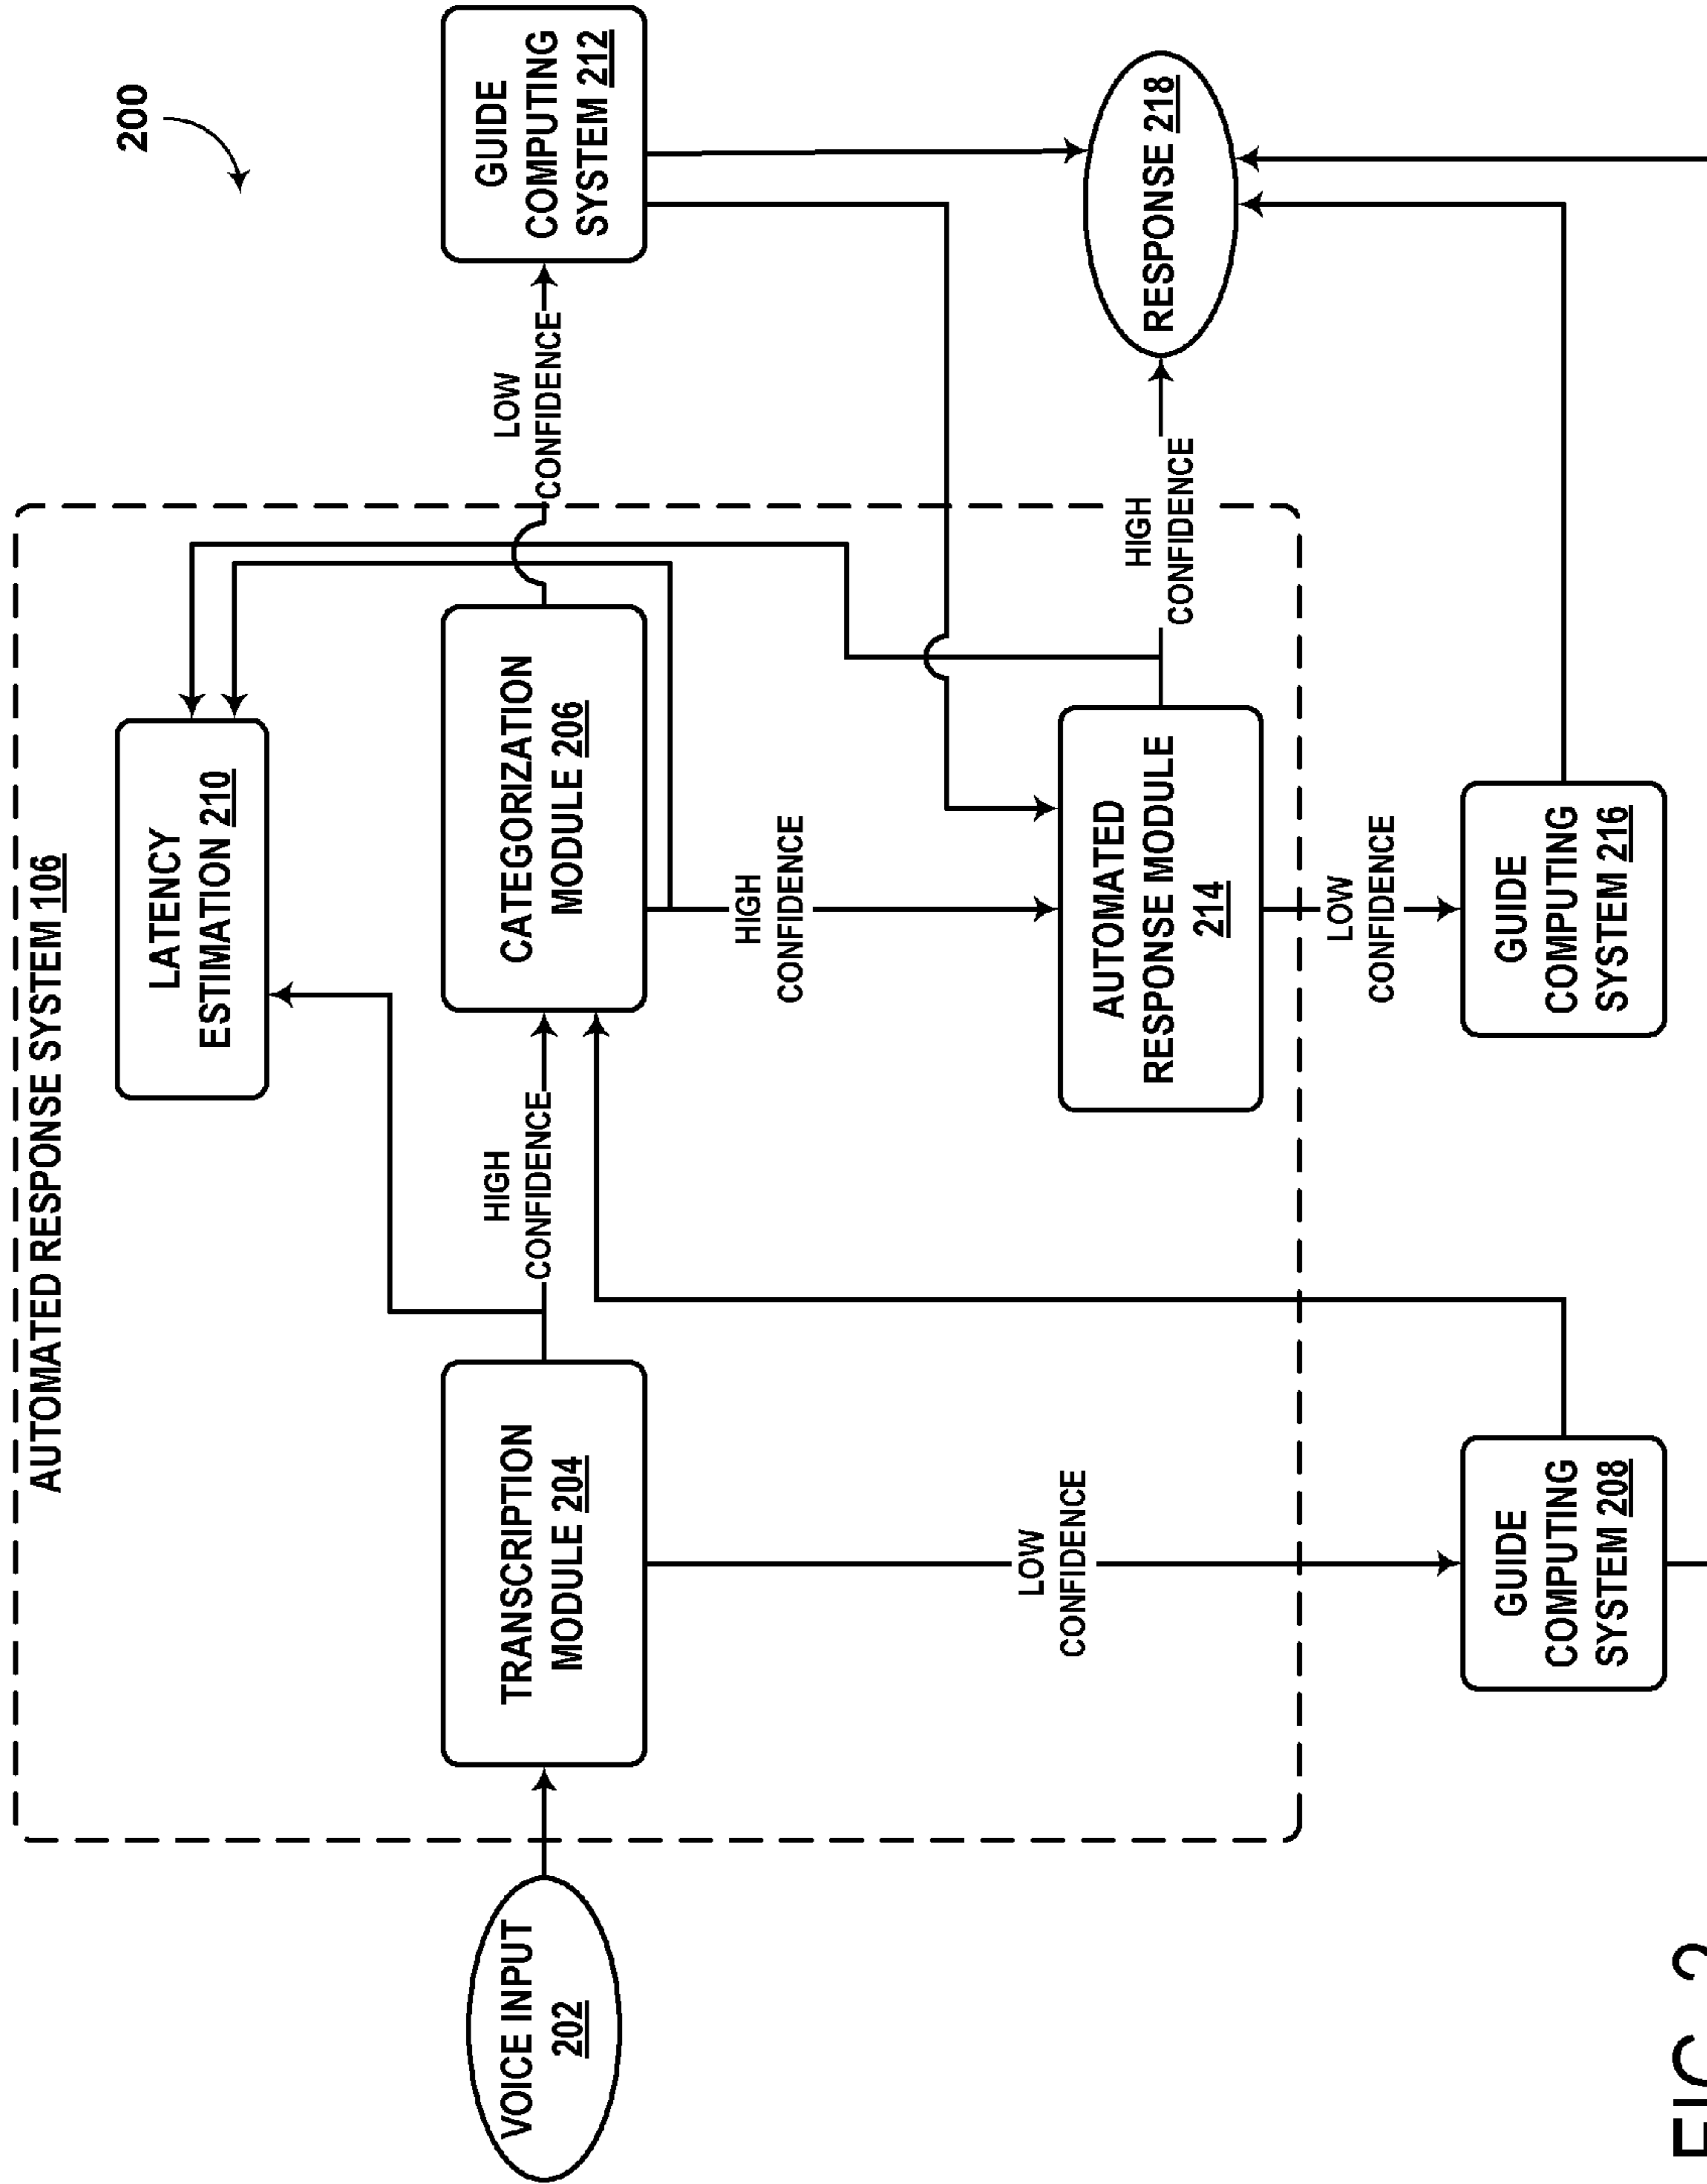 200
AUTOMATED RESPONSE SYSTEM 106
LATENCY
ESTIMATION 210
VOICE INPUT
202
TRANSCRIPTION
MODULE 204
HIGH
CONFIDENCE
CATEGORIZATION
MODULE 206
LOW
CONFIDENCE
GUIDE
COMPUTING
SYSTEM 212
HIGH
CONFIDENCE
LOW
CONFIDENCE
AUTOMATED
RESPONSE MODULE
214
HIGH
CONFIDENCE
RESPONSE 218
LOW
CONFIDENCE
GUIDE
COMPUTING
SYSTEM 208
GUIDE
COMPUTING
SYSTEM 216